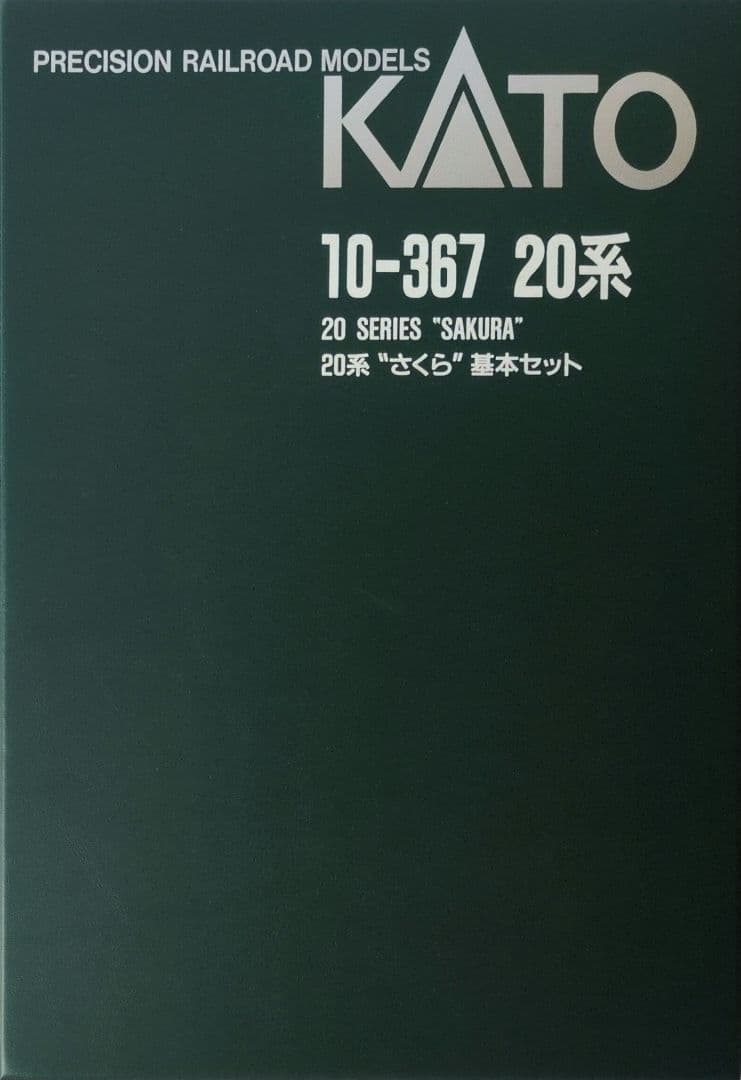 PRECISION RAILROAD MODELS
KATO
10-367 20系
20 SERIES "SAKURA"
20系 "さくら" 基本セット